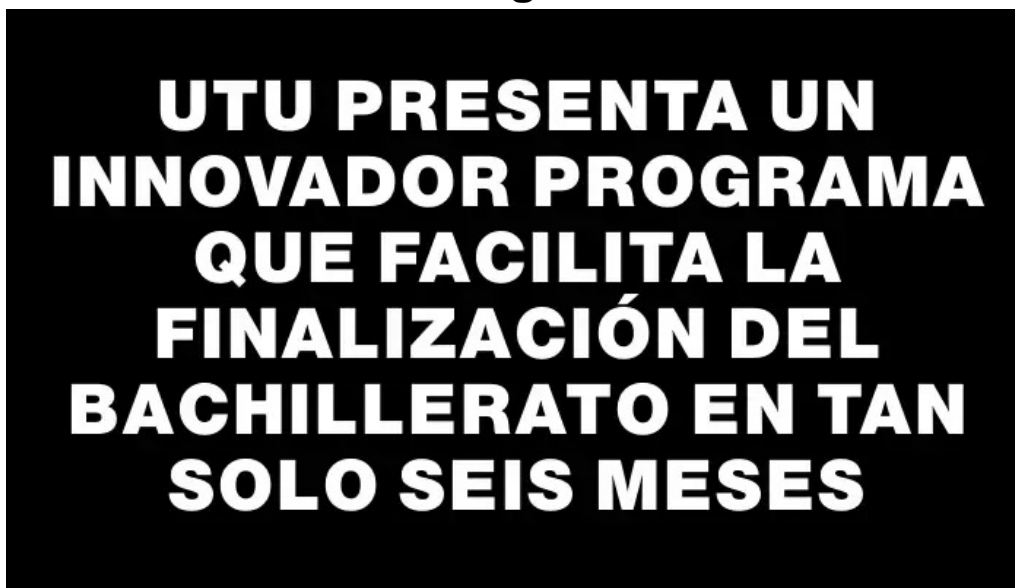 UTU PRESENTA UN
INNOVADOR PROGRAMA
QUE FACILITA LA
FINALIZACIÓN DEL
BACHILLERATO EN TAN
SOLO SEIS MESES